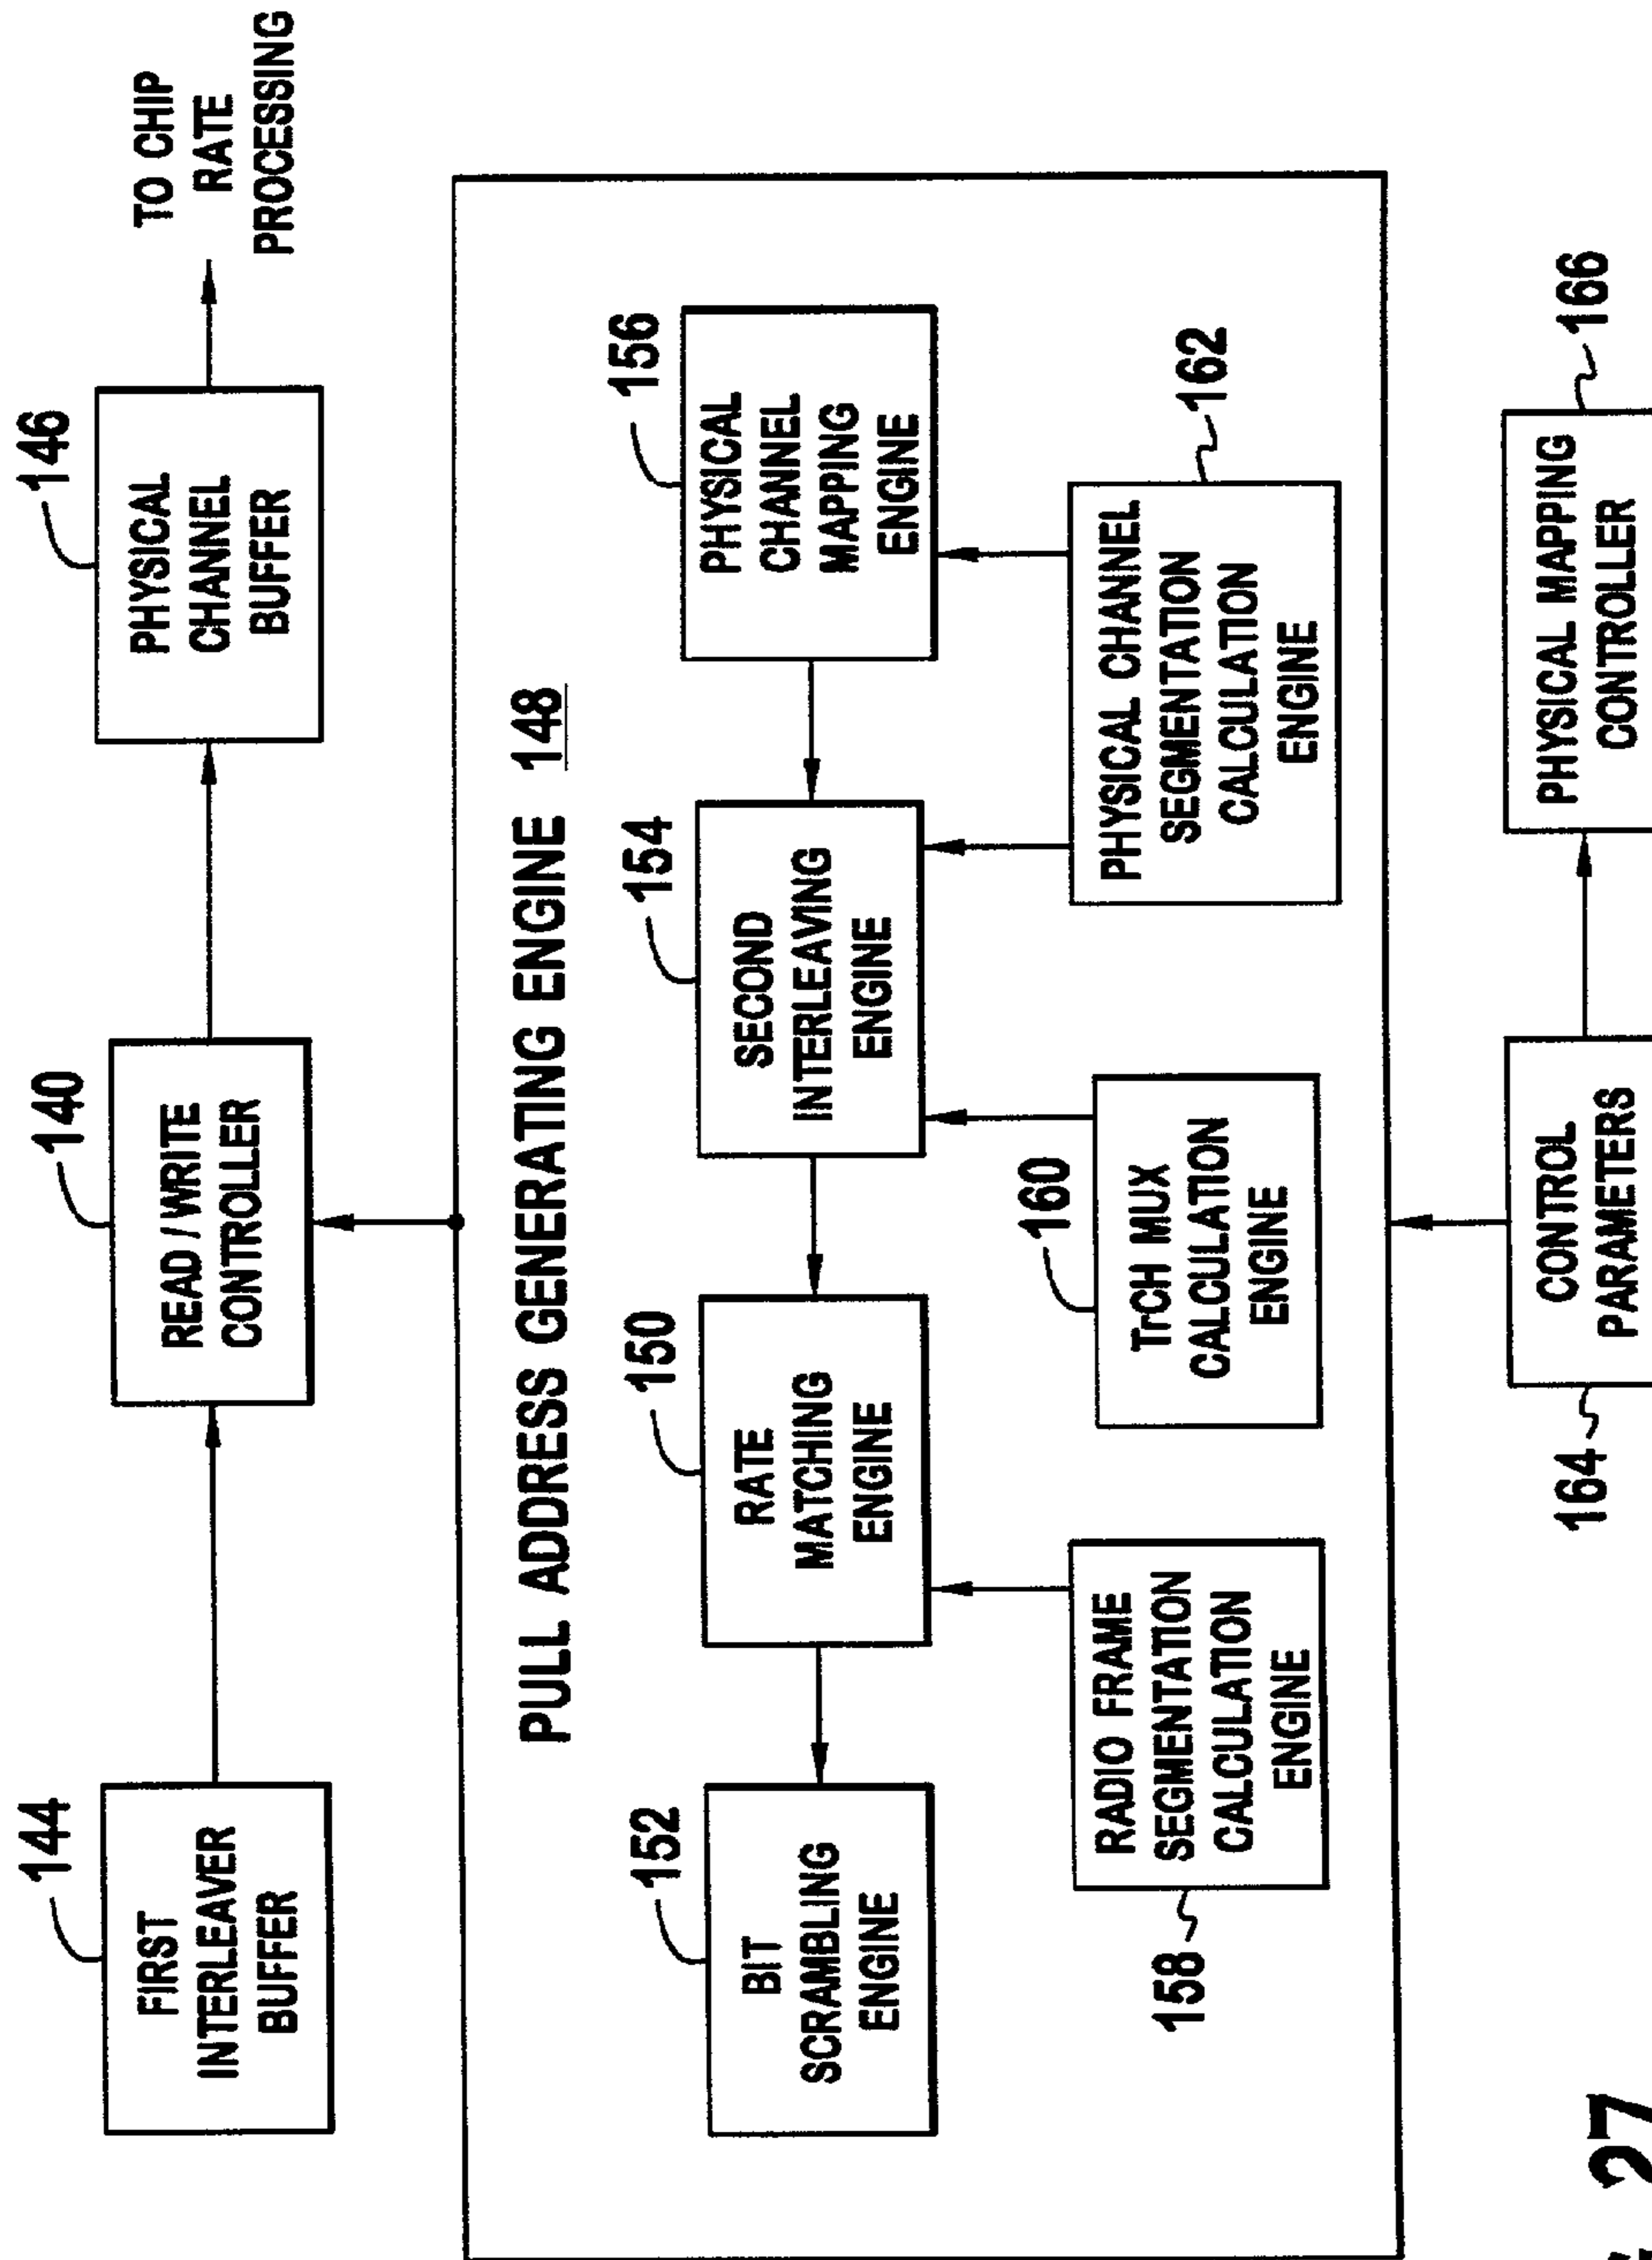 144
FIRST
INTERLEAVER
BUFFER
140
READ/WRITE
CONTROLLER
146
PHYSICAL
CHANNEL
BUFFER
TO CHIP
RATE
PROCESSING
PULL ADDRESS GENERATING ENGINE 148
152
BIT
SCRAMBLING
ENGINE
150
RATE
MATCHING
ENGINE
154
SECOND
INTERLEAVING
ENGINE
156
PHYSICAL
CHANNEL
MAPPING
ENGINE
158
RADIO FRAME
SEGMENTATION
CALCULATION
ENGINE
160
TrCH MUX
CALCULATION
ENGINE
PHYSICAL CHANNEL
SEGMENTATION
CALCULATION
ENGINE
162
164
CONTROL
PARAMETERS
PHYSICAL MAPPING
CONTROLLER
166
27